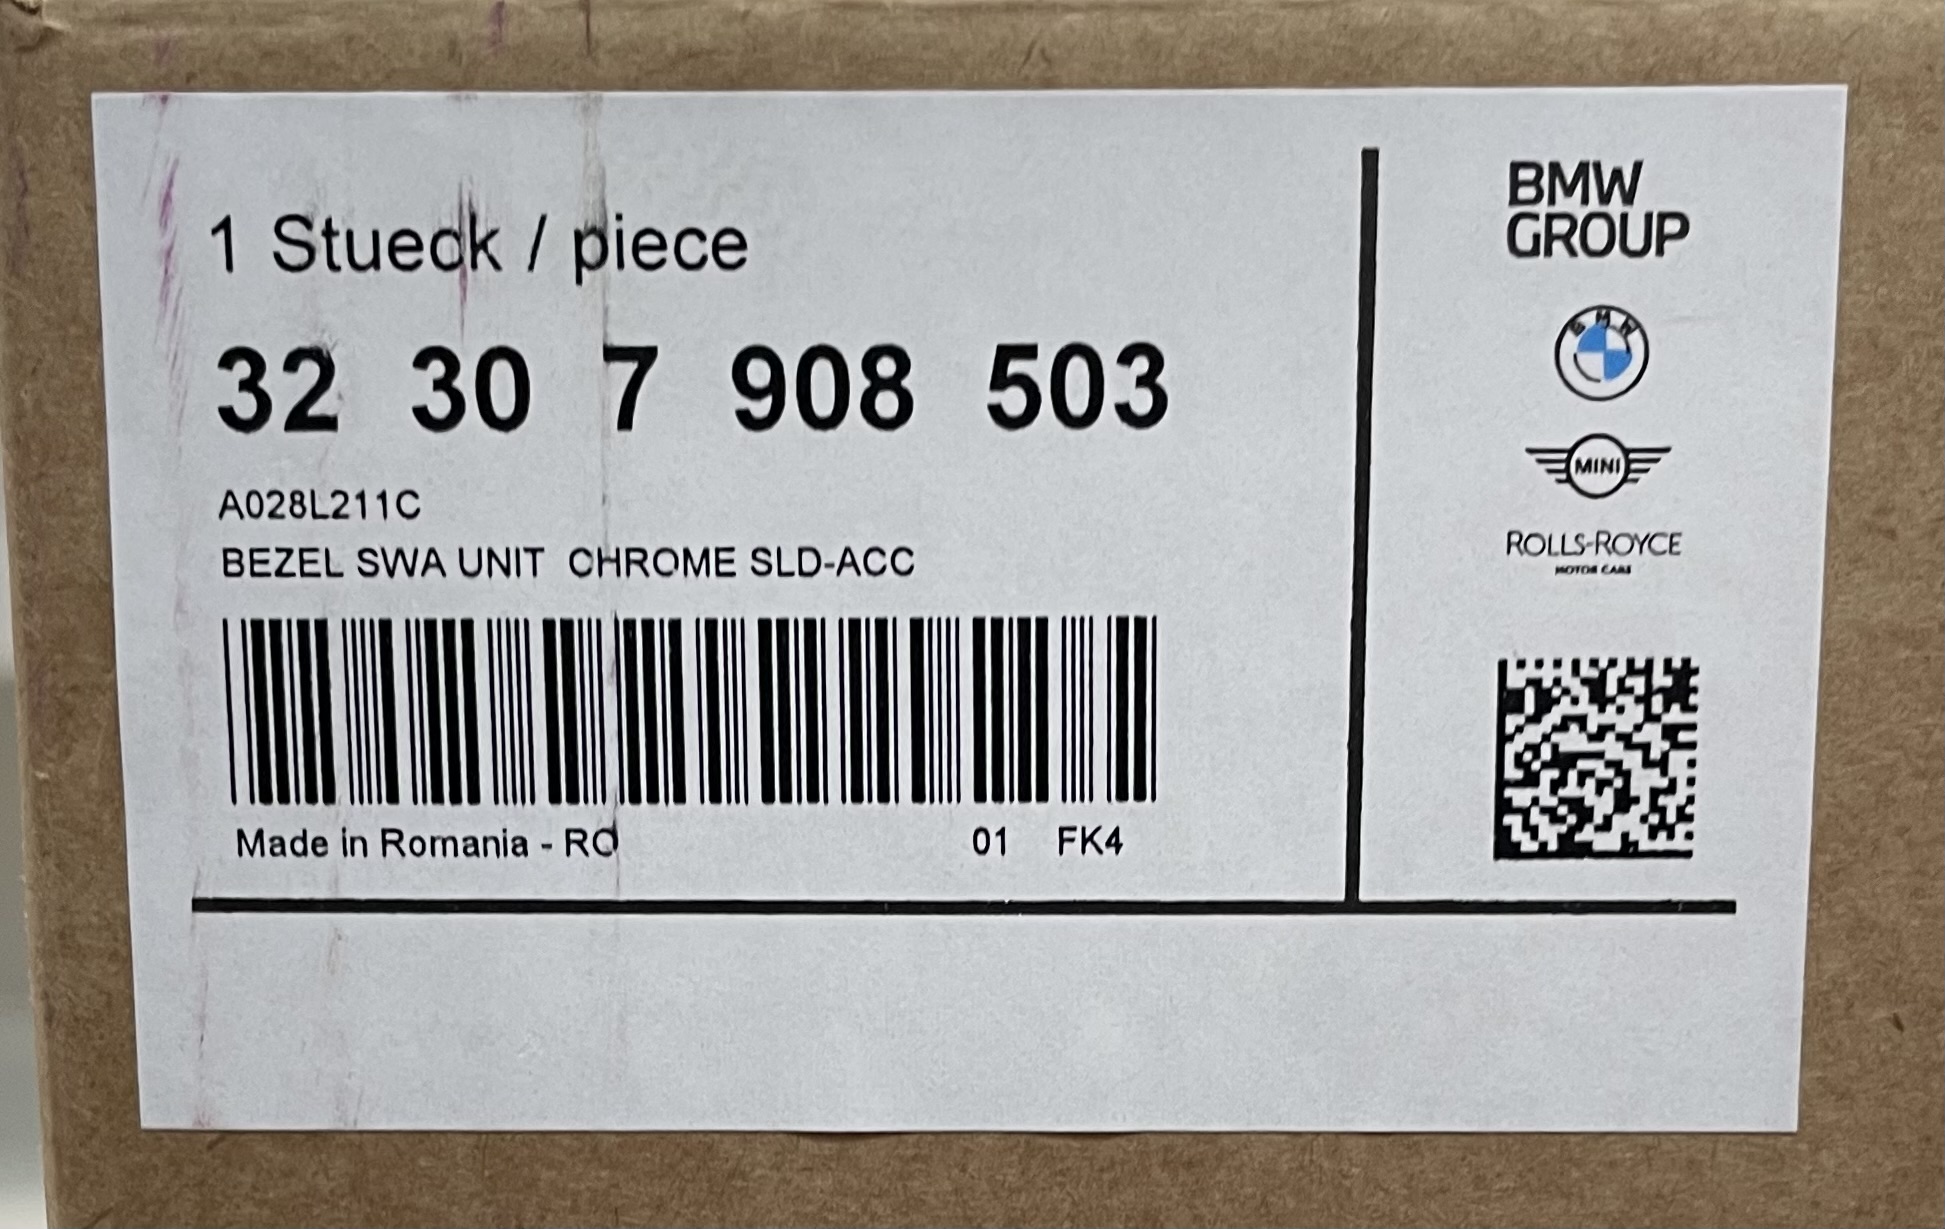 1 Stueck / piece
32 30 7 908 503
A028L211C
BEZEL SWA UNIT CHROME SLD-ACC
Made in Romania - RO
01 FK4
BMW
GROUP
BMW
MINI
ROLLS-ROYCE
MOTOR CARS